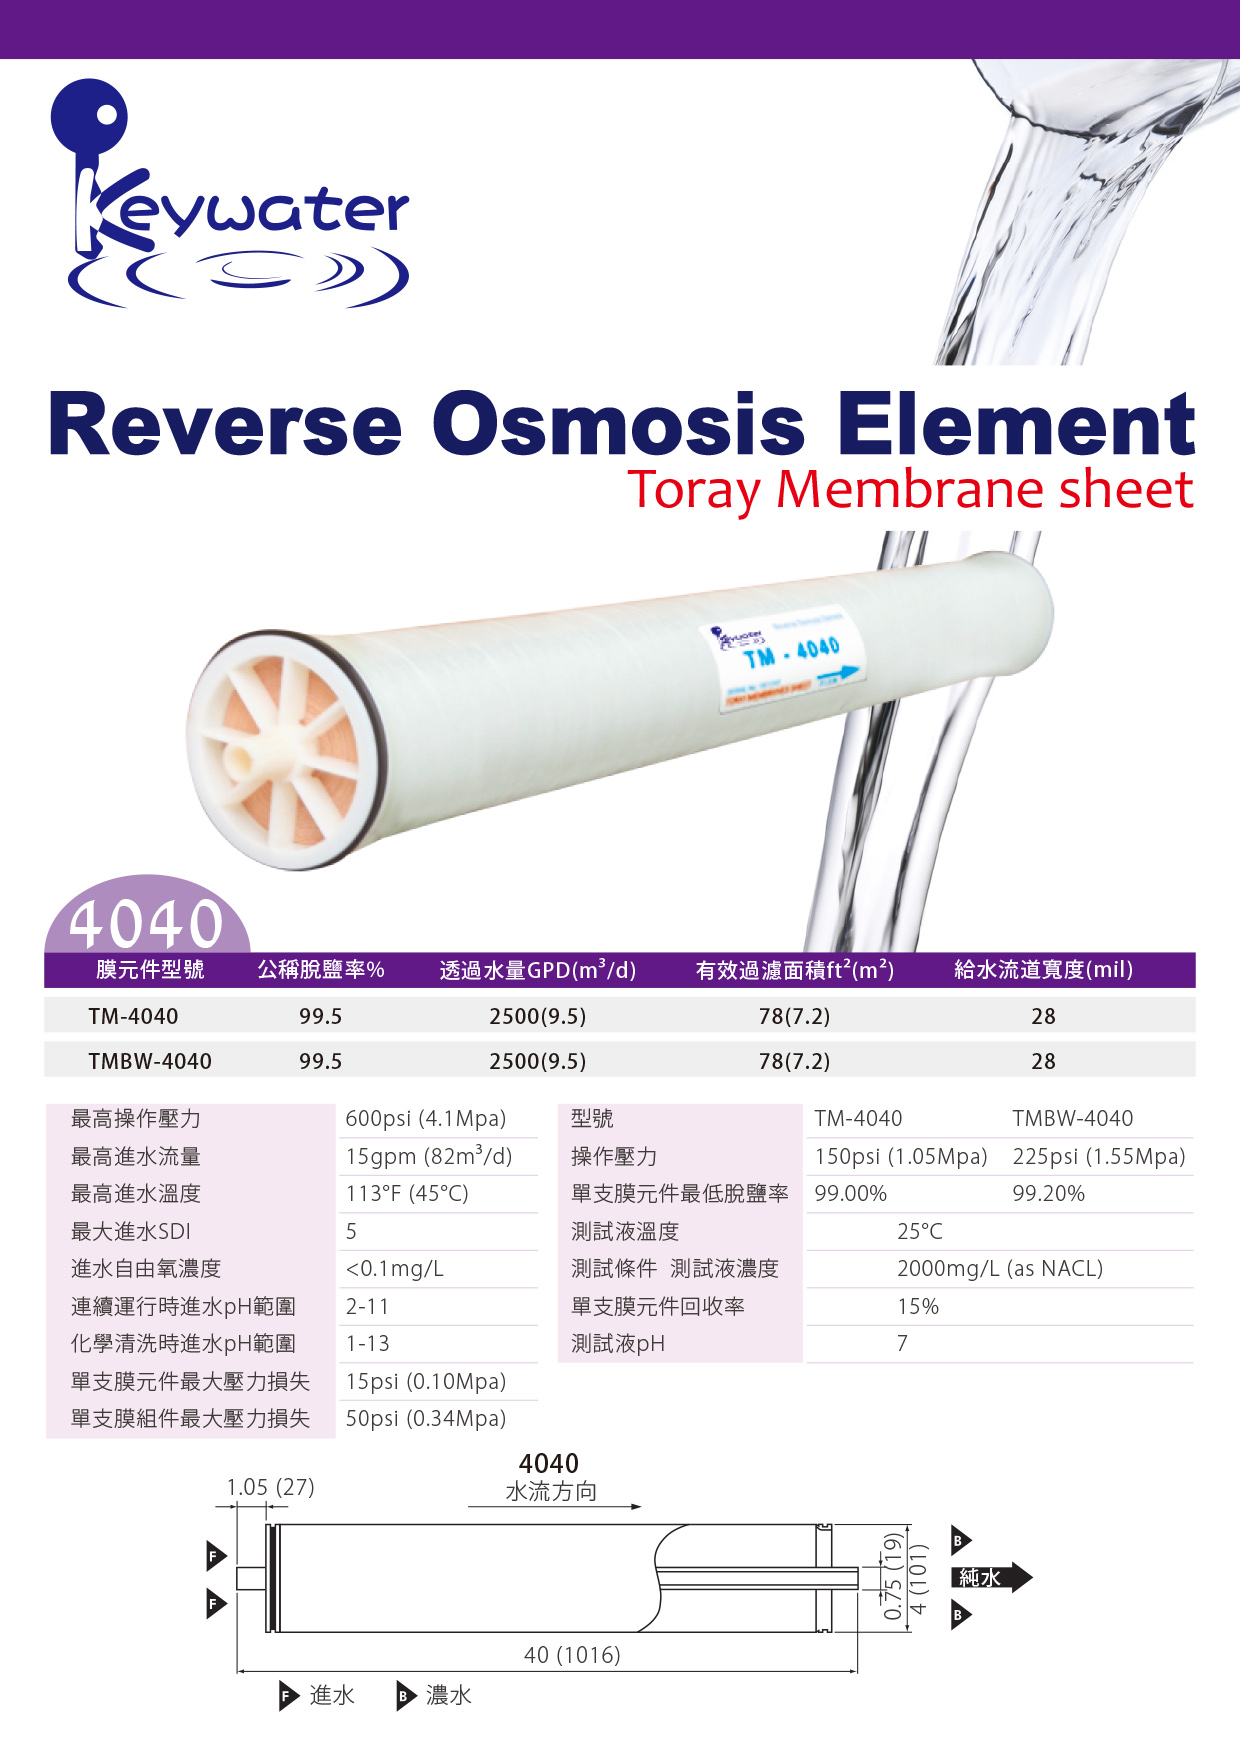 Keywater
Reverse Osmosis Element
Toray Membrane sheet
Keywater
Reverse Osmosis Element
TM - 4040
TORAY MEMBRANES SHEET
4040
膜元件型號 公稱脫鹽率% 透過水量GPD(m³/d) 有效過濾面積ft²(m²) 給水流道寬度(mil)
TM-4040 99.5 2500(9.5) 78(7.2) 28
TMBW-4040 99.5 2500(9.5) 78(7.2) 28
最高操作壓力 600psi (4.1Mpa)
最高進水流量 15gpm (82m³/d)
最高進水溫度 113°F (45°C)
最大進水SDI 5
進水自由氧濃度 <0.1mg/L
連續運行時進水pH範圍 2-11
化學清洗時進水pH範圍 1-13
單支膜元件最大壓力損失 15psi (0.10Mpa)
單支膜組件最大壓力損失 50psi (0.34Mpa)
型號 TM-4040 TMBW-4040
操作壓力 150psi (1.05Mpa) 225psi (1.55Mpa)
單支膜元件最低脫鹽率 99.00% 99.20%
測試液溫度 25°C
測試條件 測試液濃度 2000mg/L (as NACL)
單支膜元件回收率 15%
測試液pH 7
4040
水流方向
1.05 (27)
F
F
0.75 (19)
4 (101)
B
純水
B
40 (1016)
F 進水 B 濃水